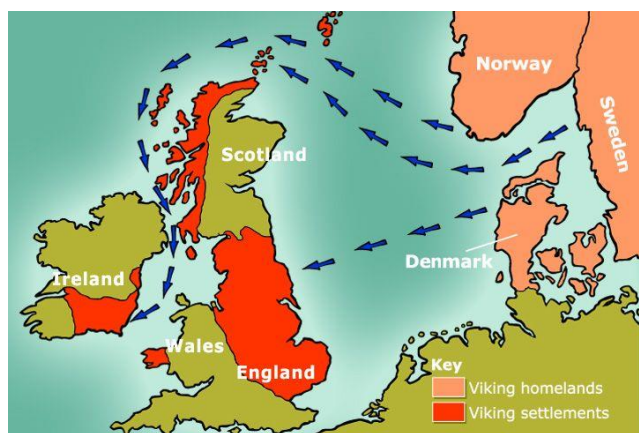 Norway
Sweden
Scotland
Denmark
Ireland
Wales
England
Key
Viking homelands
Viking settlements